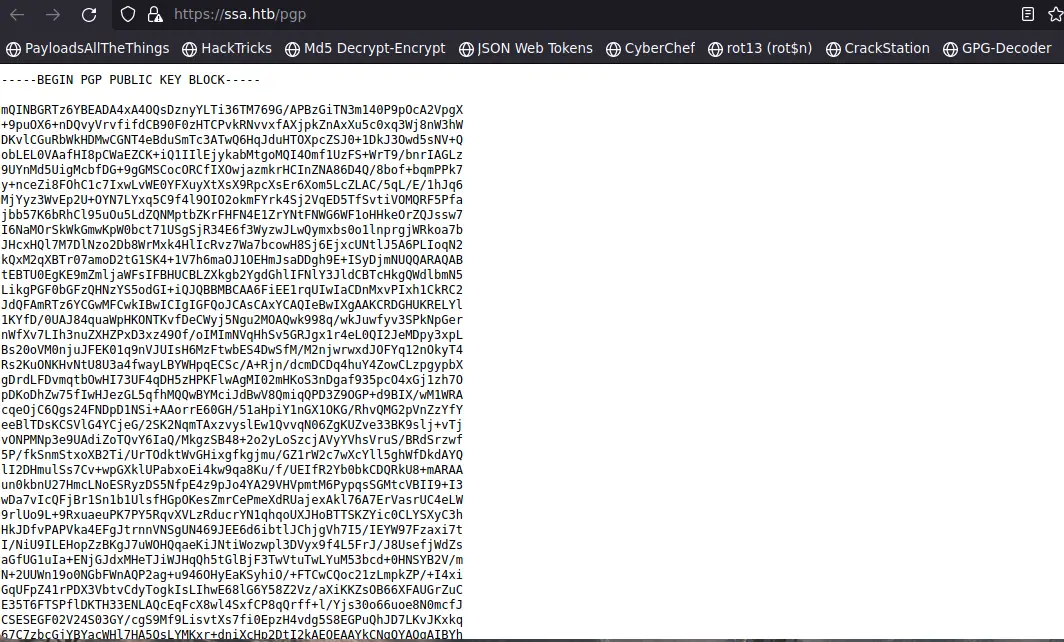 https://ssa.htb/pgp
PayloadsAllTheThings HackTricks Md5 Decrypt-Encrypt JSON Web Tokens CyberChef rot13 (rot$n) CrackStation GPG-Decoder
-----BEGIN PGP PUBLIC KEY BLOCK-----
mQINBGRTz6YBEADA4xA4OQsDznyYLTi36TM769G/APBzGiTN3m140P9pOcA2VpgX
+9puOX6+nDQvyVrvfifdCB90F0zHTCPvkRNvvxfAXjpkZnAxXu5c0xq3Wj8nW3hW
DKvlCGuRbWkHDMwCGNT4eBduSmTc3ATwQ6HqJduHTOXpcZSJ0+1DkJ3Owd5sNV+Q
obLEL0VAafHI8pCWaEZCK+iQ1IIlEjykabMtgoMQI4Omf1UzFS+WrT9/bnrIAGLz
9UYnMd5UigMcbfDG+9gGMSCocORCfIXOwjazmkrHCInZNA86D4Q/8bof+bqmPPk7
y+nceZi8FOhC1c7IxwLvWE0YFXuyXtXsX9RpcXsEr6Xom5LcZLAC/5qL/E/1hJq6
MjYyz3WvEp2U+OYN7LYxq5C9f4l9OIO2okmFYrk4Sj2VqED5TfSvtiVOMQRF5Pfa
jbb57K6bRhCl95uOu5LdZQNMptbZKrFHFN4E1ZrYNtFNWG6WF1oHHkeOrZQJssw7
I6NaMOrSkWkGmwKpW0bct71USgSjR34E6f3WyzwJLwQymxbs0o1lnprgjWRkoa7b
JHcxHQl7M7DlNzo2Db8WrMxk4HlIcRvz7Wa7bcowH8Sj6EjxcUNtlJ5A6PLIoqN2
kQxM2qXBTr07amoD2tG1SK4+1V7h6maOJ1OEHmJsaDDgh9E+ISyDjmNUQQARAQAB
tEBTU0EgKE9mZmljaWFsIFBHUCBLZXkgb2YgdGhlIFNlY3JldCBTcHkgQWdlbmN5
LikgPGF0bGFzQHNzYS5odGI+iQJQBBMBCAA6FiEE1rqUIwIaCDnMxvPIxh1CkRC2
JdQFAmRTz6YCGwMFCwkIBwICIgIGFQoJCAsCAxYCAQIeBwIXgAAKCRDGHUKRELYl
1KYfD/0UAJ84quaWpHKONTKvfDeCWyj5Ngu2MOAQwk998q/wkJuwfyv3SPkNpGer
nWfXv7LIh3nuZXHZPxD3xz49Of/oIMImNVqHhSv5GRJgx1r4eL0QI2JeMDpy3xpL
Bs20oVM0njuJFEK01q9nVJUIsH6MzFtwbES4DwSfM/M2njwrwxdJOFYq12nOkyT4
Rs2KuONKHvNtU8U3a4fwayLBYWHpqECSc/A+Rjn/dcmDCDq4huY4ZowCLzpgypbX
gDrdLFDvmqtbOwHI73UF4qDH5zHPKFlwAgMI02mHKoS3nDgaf935pcO4xGj1zh7O
pDKoDhZw75fIwHJezGL5qfhMQQwBYMciJdBwV8QmiqQPD3Z9OGP+d9BIX/wM1WRA
cqeOjC6Qgs24FNDpD1NSi+AAorrE60GH/51aHpiY1nGX1OKG/RhvQMG2pVnZzYfY
eeBlTDsKCSVlG4YCjeG/2SK2NqmTAxzvyslEw1QvvqN06ZgKUZve33BK9slj+vTj
vONPMNp3e9UAdiZoTQvY6IaQ/MkgzSB48+2o2yLoSzcjAVyYVhsVruS/BRdSrzwf
5P/fkSnmStxoXB2Ti/UrTOdktWvGHixgfkgjmu/GZ1rW2c7wXcYll5ghWfDkdAYQ
lI2DHmulSs7Cv+wpGXklUPabxoEi4kw9qa8Ku/f/UEIfR2Yb0bkCDQRkU8+mARAA
un0kbnU27HmcLNoESRyzDS5NfpE4z9pJo4YA29VHVpmtM6PypqsSGMtcVBII9+I3
wDa7vIcQFjBr1Sn1b1UlsfHGpOKesZmrCePmeXdRUajexAkl76A7ErVasrUC4eLW
9rlUo9L+9RxuaeuPK7PY5RqvXVLzRducrYN1qhqoUXJHoBTTSKZYic0CLYSXyC3h
HkJDfvPAPVka4EFgJtrnnVNSgUN469JEE6d6ibtlJChjgVh7I5/IEYW97Fzaxi7t
I/NiU9ILEHopZzBKgJ7uWOHQqaeKiJNtiWozwpl3DVyx9f4L5FrJ/J8UsefjWdZs
aGfUG1uIa+ENjGJdxMHeTJiWJHqQh5tGlBjF3TwVtuTwLYuM53bcd+0HNSYB2V/m
N+2UUWn19o0NGbFWnAQP2ag+u946OHyEaKSyhiO/+FTCwCQoc21zLmpkZP/+I4xi
GqUFpZ41rPDX3VbtvCdyTogkIsLIhwE68lG6Y58Z2Vz/aXiKKZsOB66XFAUGrZuC
E35T6FTSPflDKTH33ENLAQcEqFcX8wl4SxfCP8qQrff+l/Yjs30o66uoe8N0mcfJ
CSESEGF02V24S03GY/cgS9Mf9LisvtXs7fi0EpzH4vdg5S8EGPuQhJD7LKvJKxkq
67C7zbcGjYBYacWHl7HA5OsLYMKxr+dniXcHp2DtI2kAEQEAAYkCNgQYAQgAIBYh